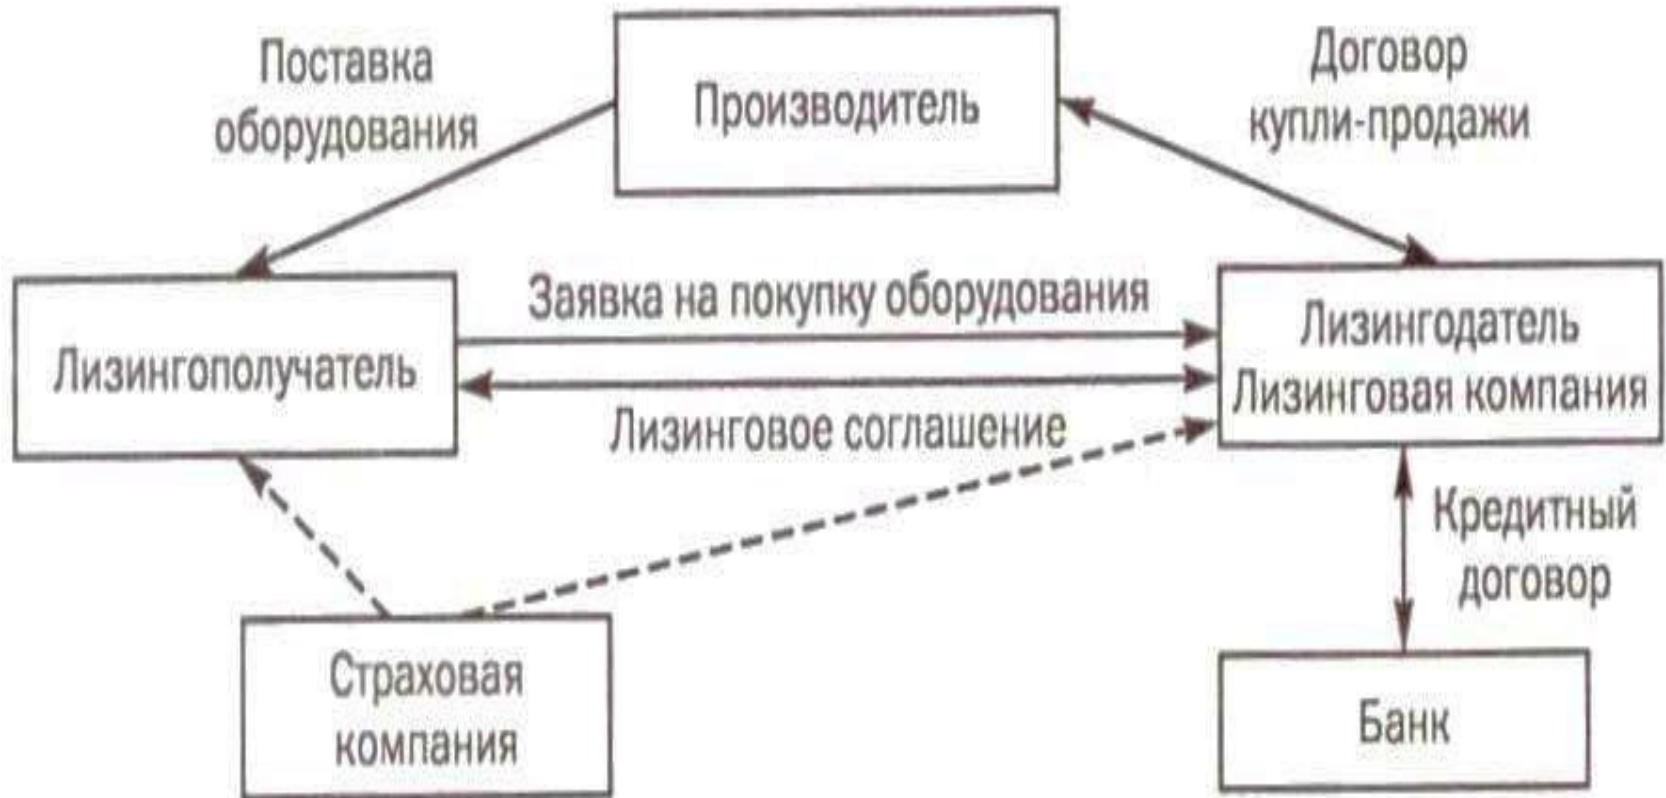 Поставка
оборудования
Производитель
Договор
купли-продажи
Заявка на покупку оборудования
Лизингополучатель
Лизингодатель
Лизинговая компания
Лизинговое соглашение
Кредитный
договор
Страховая
компания
Банк